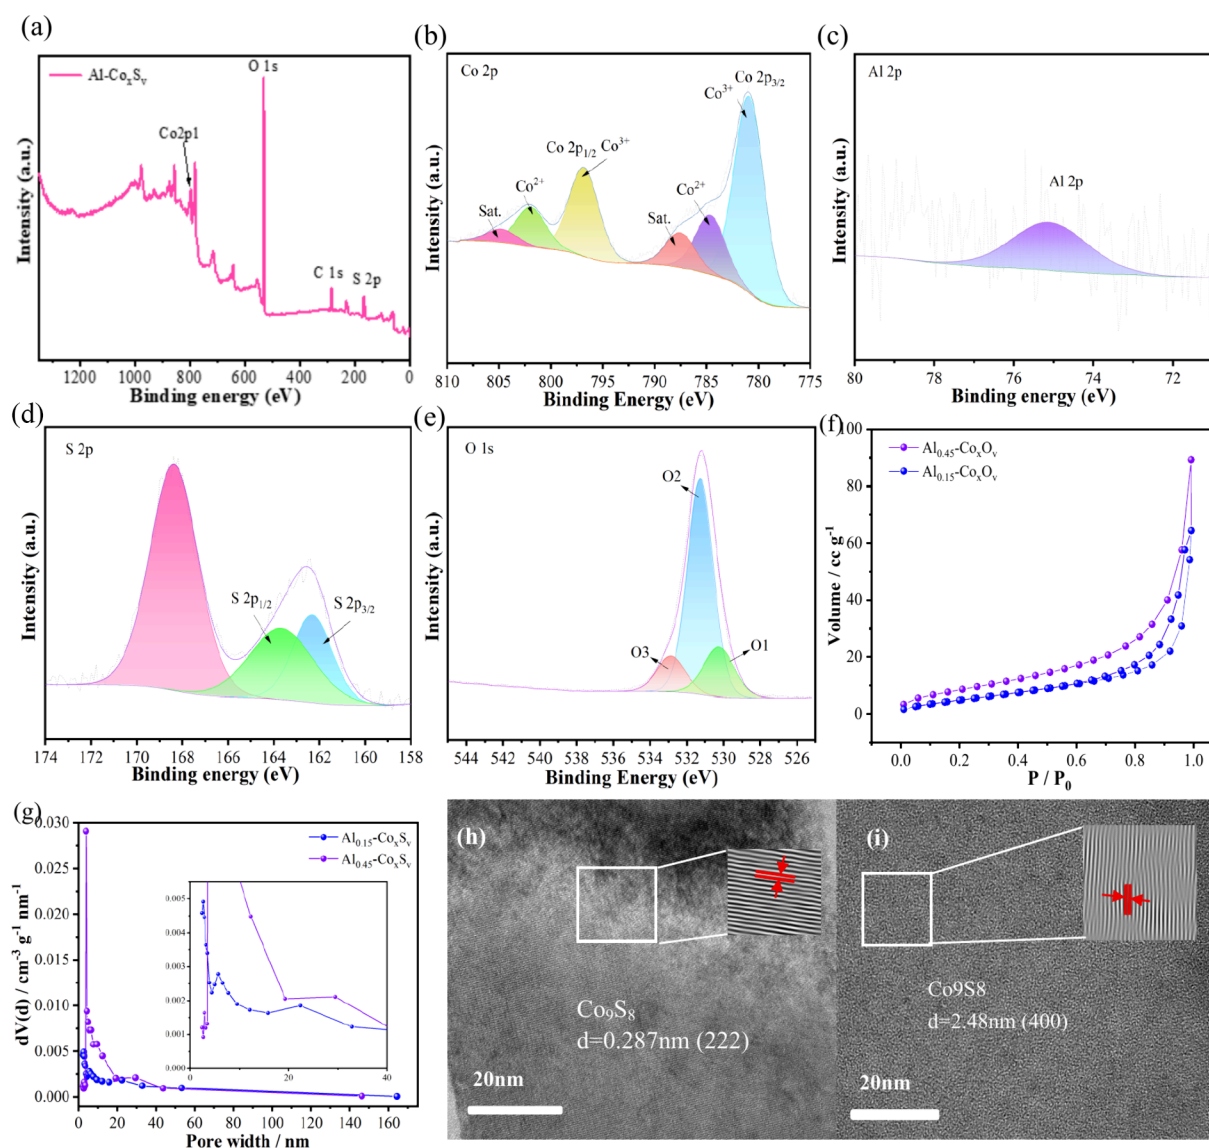 (a)
Al-CoₓSᵥ
O 1s
Co2p1
C 1s
S 2p
Intensity (a.u.)
1200 1000 800 600 400 200 0
Binding energy (eV)
(b)
Co 2p
Co 2p3/2
Co³⁺
Co 2p1/2 Co³⁺
Co²⁺
Sat.
Co²⁺
Sat.
Intensity (a.u.)
810 805 800 795 790 785 780 775
Binding Energy (eV)
(c)
Al 2p
Al 2p
Intensity (a.u.)
80 78 76 74 72
Binding energy (eV)
(d)
S 2p
S 2p1/2
S 2p3/2
Intensity (a.u.)
174 172 170 168 166 164 162 160 158
Binding energy (eV)
(e)
O 1s
O2
O3
O1
Intensity (a.u.)
544 542 540 538 536 534 532 530 528 526
Binding Energy (eV)
(f)
Al0.45-CoₓOᵥ
Al0.15-CoₓOᵥ
Volume / cc g⁻¹
100
80
60
40
20
0
0.0 0.2 0.4 0.6 0.8 1.0
P / P₀
(g)
Al0.15-CoₓSᵥ
Al0.45-CoₓSᵥ
dV(d) / cm⁻³ g⁻¹ nm⁻¹
0.030
0.025
0.020
0.015
0.010
0.005
0.000
0 20 40 60 80 100 120 140 160
Pore width / nm
0.005
0.004
0.003
0.002
0.001
0.000
0 20 40
(h)
Co₉S₈
d=0.287nm (222)
20nm
(i)
Co9S8
d=2.48nm (400)
20nm